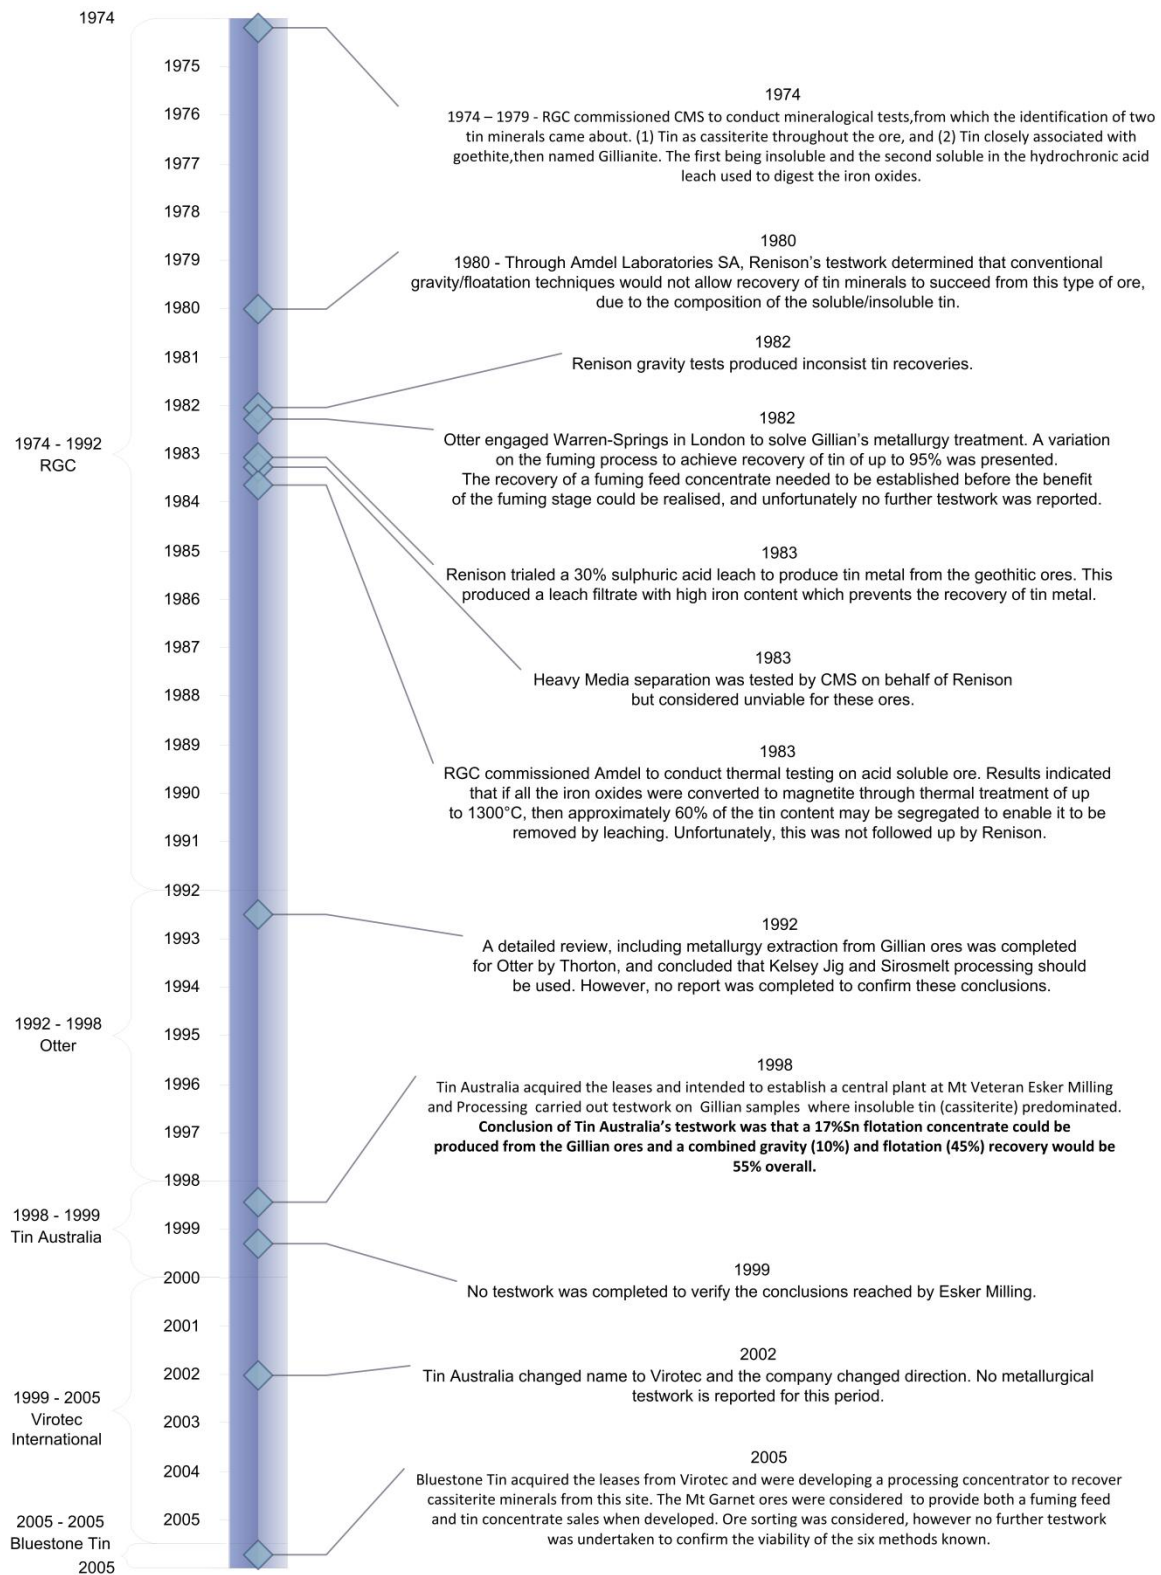 1974
1975
1976
1977
1978
1979
1980
1981
1982
1983
1984
1985
1986
1987
1988
1989
1990
1991
1992
1993
1994
1995
1996
1997
1998
1999
2000
2001
2002
2003
2004
2005
2005
1974 - 1992
RGC
1992 - 1998
Otter
1998 - 1999
Tin Australia
1999 - 2005
Virotec
International
2005 - 2005
Bluestone Tin
1974
1974 – 1979 - RGC commissioned CMS to conduct mineralogical tests,from which the identification of two
tin minerals came about. (1) Tin as cassiterite throughout the ore, and (2) Tin closely associated with
goethite,then named Gillianite. The first being insoluble and the second soluble in the hydrochronic acid
leach used to digest the iron oxides.
1980
1980 - Through Amdel Laboratories SA, Renison's testwork determined that conventional
gravity/floatation techniques would not allow recovery of tin minerals to succeed from this type of ore,
due to the composition of the soluble/insoluble tin.
1982
Renison gravity tests produced inconsist tin recoveries.
1982
Otter engaged Warren-Springs in London to solve Gillian's metallurgy treatment. A variation
on the fuming process to achieve recovery of tin of up to 95% was presented.
The recovery of a fuming feed concentrate needed to be established before the benefit
of the fuming stage could be realised, and unfortunately no further testwork was reported.
1983
Renison trialed a 30% sulphuric acid leach to produce tin metal from the geothitic ores. This
produced a leach filtrate with high iron content which prevents the recovery of tin metal.
1983
Heavy Media separation was tested by CMS on behalf of Renison
but considered unviable for these ores.
1983
RGC commissioned Amdel to conduct thermal testing on acid soluble ore. Results indicated
that if all the iron oxides were converted to magnetite through thermal treatment of up
to 1300°C, then approximately 60% of the tin content may be segregated to enable it to be
removed by leaching. Unfortunately, this was not followed up by Renison.
1992
A detailed review, including metallurgy extraction from Gillian ores was completed
for Otter by Thorton, and concluded that Kelsey Jig and Sirosmelt processing should
be used. However, no report was completed to confirm these conclusions.
1998
Tin Australia acquired the leases and intended to establish a central plant at Mt Veteran Esker Milling
and Processing carried out testwork on Gillian samples where insoluble tin (cassiterite) predominated.
Conclusion of Tin Australia's testwork was that a 17%Sn flotation concentrate could be
produced from the Gillian ores and a combined gravity (10%) and flotation (45%) recovery would be
55% overall.
1999
No testwork was completed to verify the conclusions reached by Esker Milling.
2002
Tin Australia changed name to Virotec and the company changed direction. No metallurgical
testwork is reported for this period.
2005
Bluestone Tin acquired the leases from Virotec and were developing a processing concentrator to recover
cassiterite minerals from this site. The Mt Garnet ores were considered to provide both a fuming feed
and tin concentrate sales when developed. Ore sorting was considered, however no further testwork
was undertaken to confirm the viability of the six methods known.